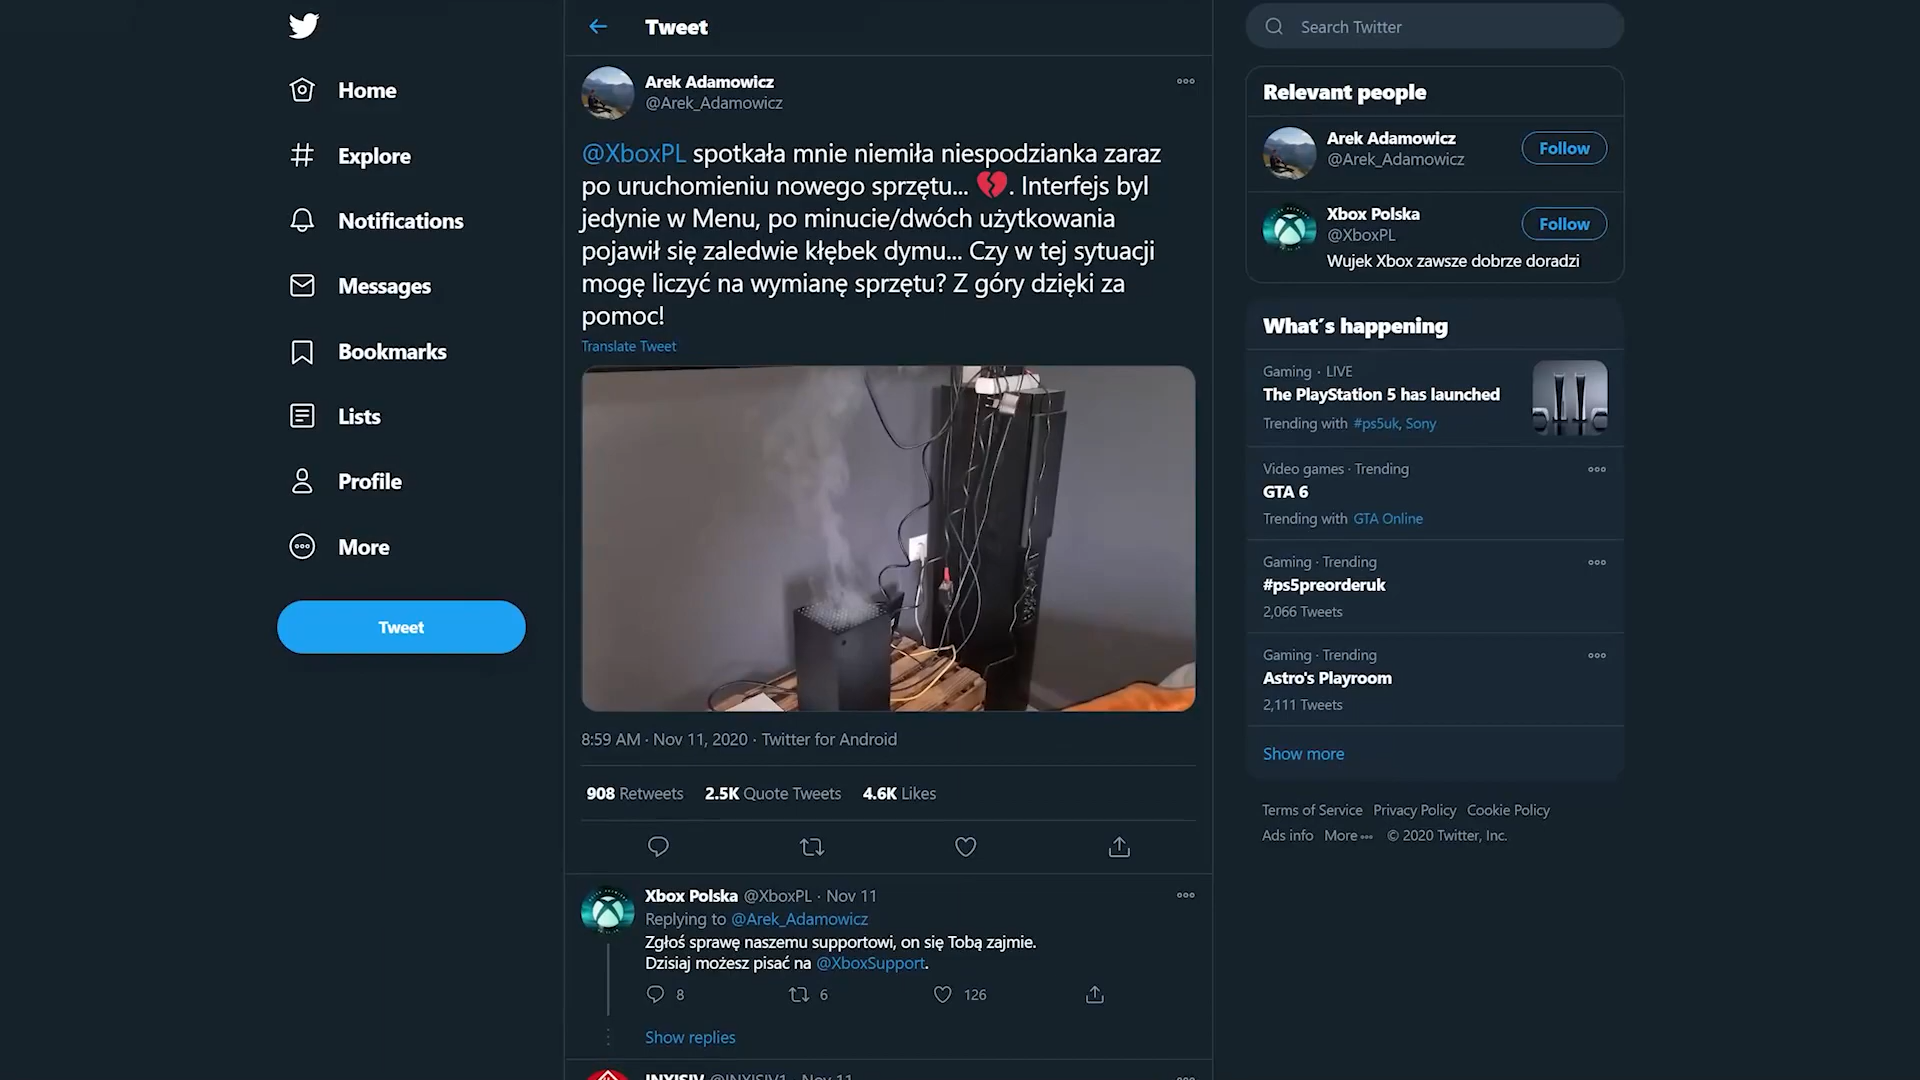 Home
Explore
Notifications
Messages
Bookmarks
Lists
Profile
More
Tweet
Tweet
Arek Adamowicz
@Arek_Adamowicz
@XboxPL spotkała mnie niemiła niespodzianka zaraz
po uruchomieniu nowego sprzętu... 💔. Interfejs byl
jedynie w Menu, po minucie/dwóch użytkowania
pojawił się zaledwie kłębek dymu... Czy w tej sytuacji
mogę liczyć na wymianę sprzętu? Z góry dzięki za
pomoc!
Translate Tweet
8:59 AM · Nov 11, 2020 · Twitter for Android
908 Retweets 2.5K Quote Tweets 4.6K Likes
Xbox Polska @XboxPL · Nov 11
Replying to @Arek_Adamowicz
Zgłoś sprawę naszemu supportowi, on się Tobą zajmie.
Dzisiaj możesz pisać na @XboxSupport.
8 6 126
Show replies
INXISIV @INXISIV1 · Nov 11
Search Twitter
Relevant people
Arek Adamowicz
@Arek_Adamowicz
Follow
Xbox Polska
@XboxPL
Follow
Wujek Xbox zawsze dobrze doradzi
What's happening
Gaming · LIVE
The PlayStation 5 has launched
Trending with #ps5uk, Sony
Video games · Trending
GTA 6
Trending with GTA Online
Gaming · Trending
#ps5preorderuk
2,066 Tweets
Gaming · Trending
Astro's Playroom
2,111 Tweets
Show more
Terms of Service Privacy Policy Cookie Policy
Ads info More © 2020 Twitter, Inc.